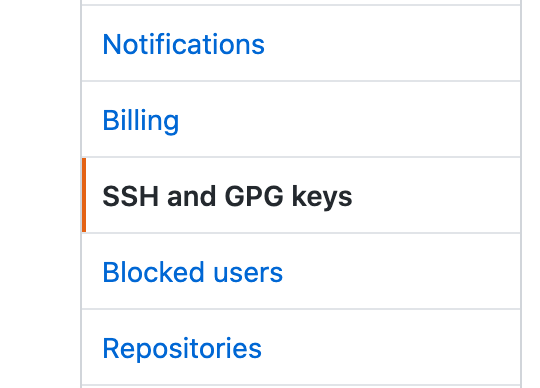 Notifications
Billing
SSH and GPG keys
Blocked users
Repositories